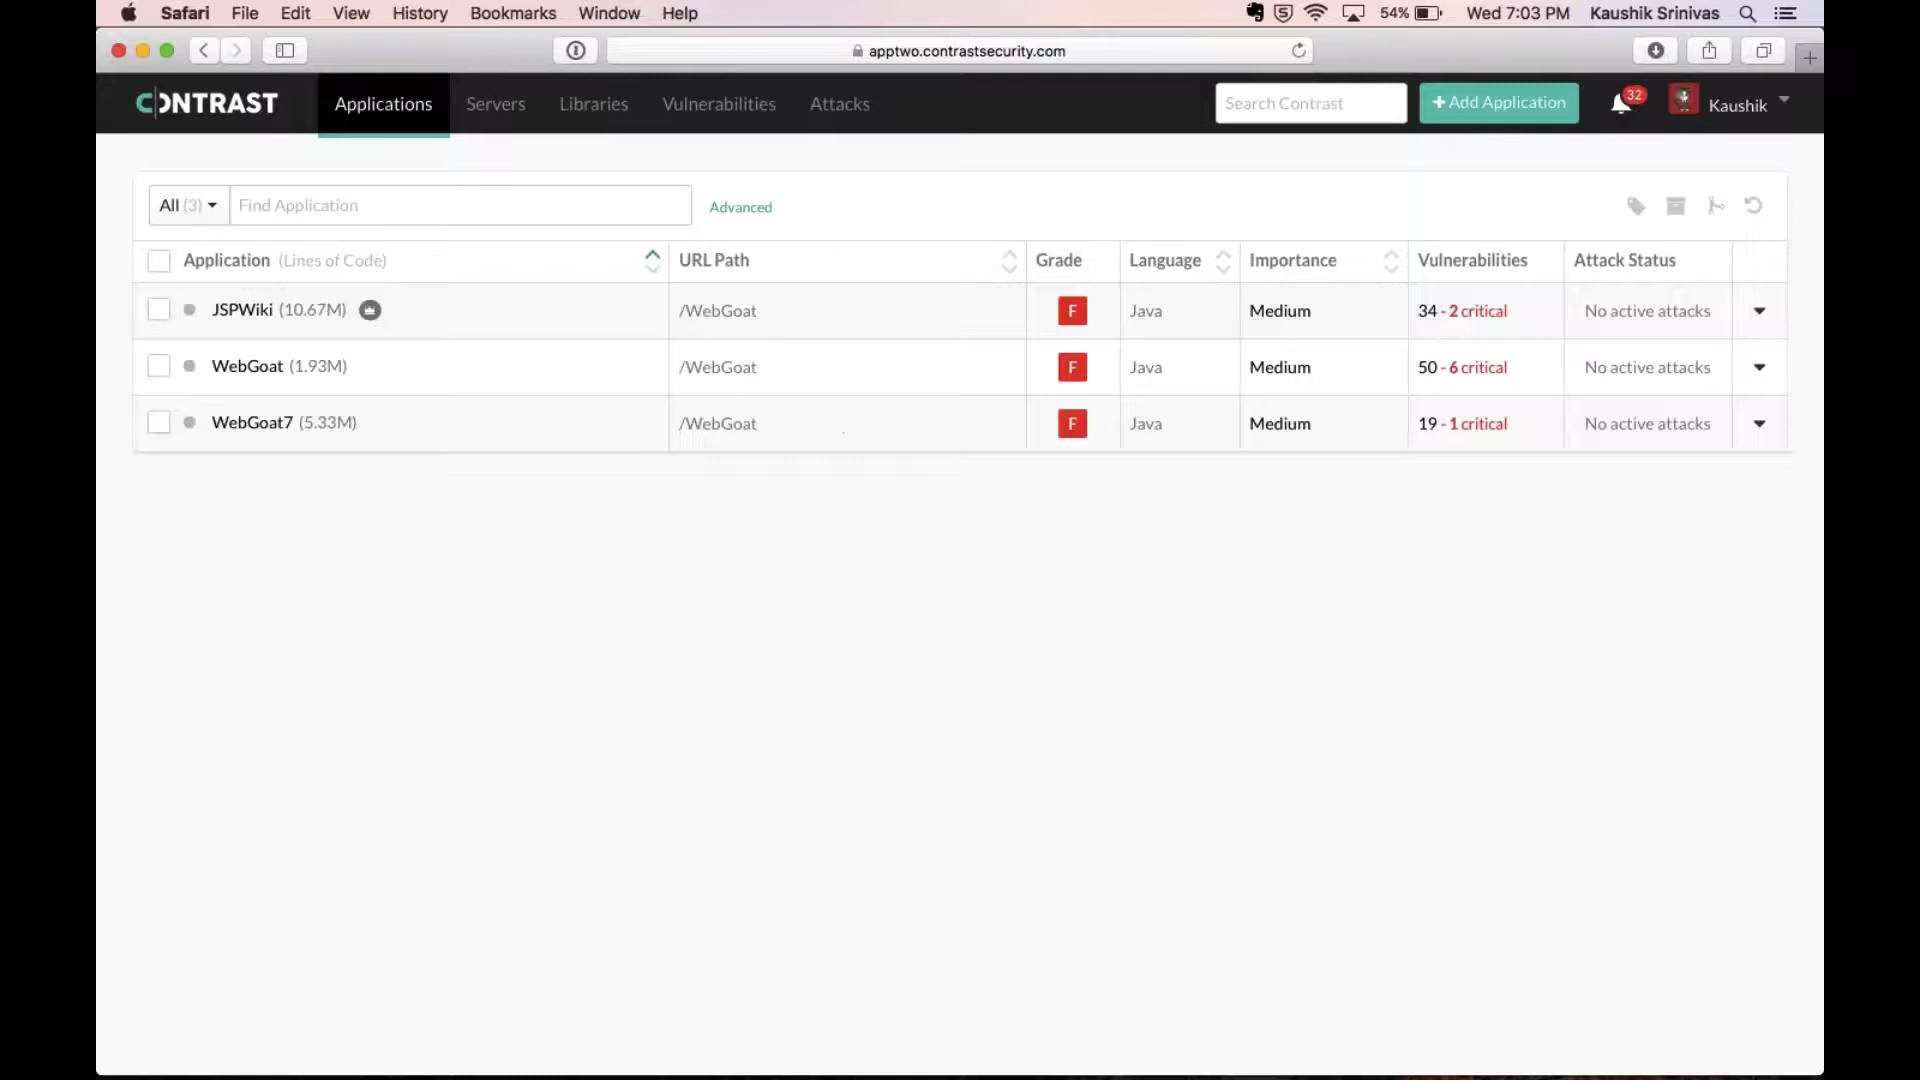 Safari File Edit View History Bookmarks Window Help 54% Wed 7:03 PM Kaushik Srinivas
apptwo.contrastsecurity.com
CONTRAST Applications Servers Libraries Vulnerabilities Attacks Search Contrast + Add Application 32 Kaushik
All (3) Find Application Advanced
Application (Lines of Code) URL Path Grade Language Importance Vulnerabilities Attack Status
JSPWiki (10.67M) /WebGoat F Java Medium 34 - 2 critical No active attacks
WebGoat (1.93M) /WebGoat F Java Medium 50 - 6 critical No active attacks
WebGoat7 (5.33M) /WebGoat F Java Medium 19 - 1 critical No active attacks